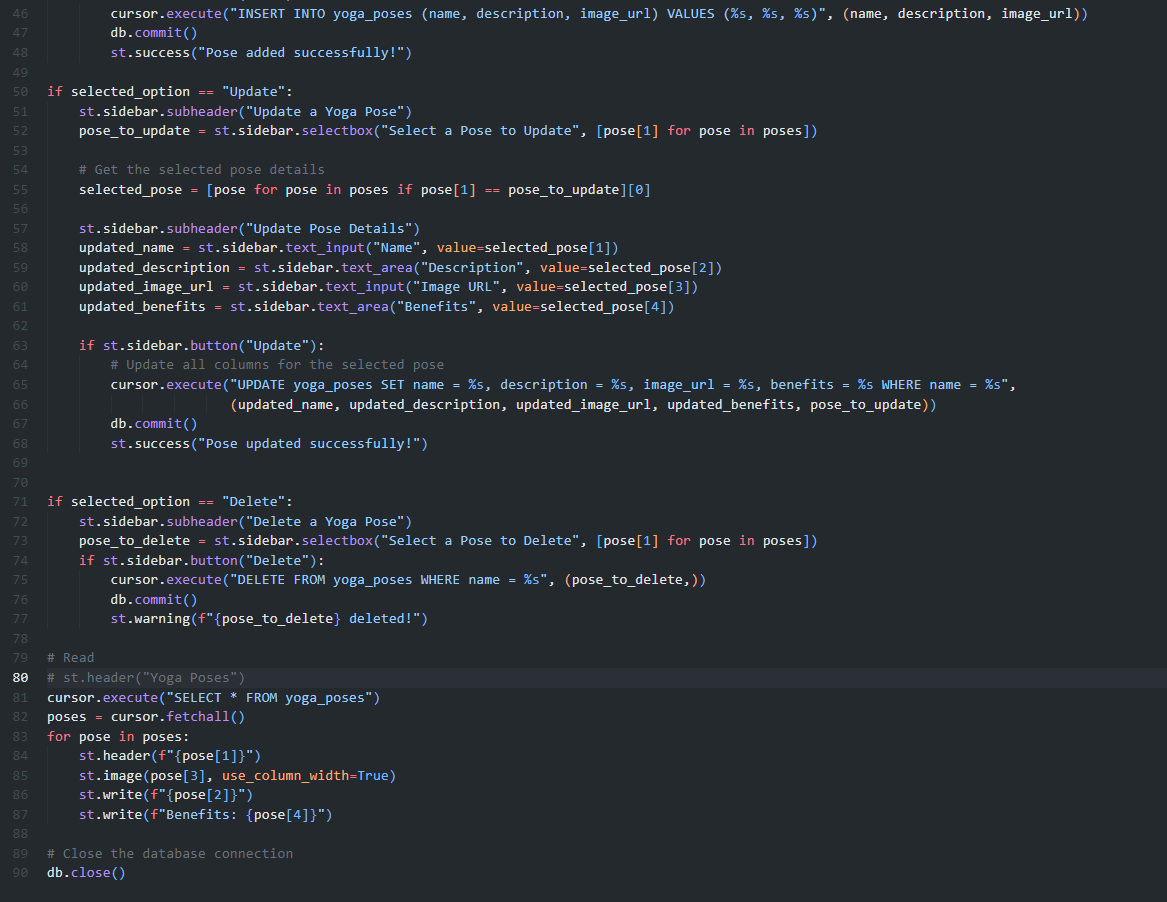 46 cursor.execute("INSERT INTO yoga_poses (name, description, image_url) VALUES (%s, %s, %s)", (name, description, image_url))
47 db.commit()
48 st.success("Pose added successfully!")
49
50 if selected_option == "Update":
51 st.sidebar.subheader("Update a Yoga Pose")
52 pose_to_update = st.sidebar.selectbox("Select a Pose to Update", [pose[1] for pose in poses])
53
54 # Get the selected pose details
55 selected_pose = [pose for pose in poses if pose[1] == pose_to_update][0]
56
57 st.sidebar.subheader("Update Pose Details")
58 updated_name = st.sidebar.text_input("Name", value=selected_pose[1])
59 updated_description = st.sidebar.text_area("Description", value=selected_pose[2])
60 updated_image_url = st.sidebar.text_input("Image URL", value=selected_pose[3])
61 updated_benefits = st.sidebar.text_area("Benefits", value=selected_pose[4])
62
63 if st.sidebar.button("Update"):
64 # Update all columns for the selected pose
65 cursor.execute("UPDATE yoga_poses SET name = %s, description = %s, image_url = %s, benefits = %s WHERE name = %s",
66 (updated_name, updated_description, updated_image_url, updated_benefits, pose_to_update))
67 db.commit()
68 st.success("Pose updated successfully!")
69
70
71 if selected_option == "Delete":
72 st.sidebar.subheader("Delete a Yoga Pose")
73 pose_to_delete = st.sidebar.selectbox("Select a Pose to Delete", [pose[1] for pose in poses])
74 if st.sidebar.button("Delete"):
75 cursor.execute("DELETE FROM yoga_poses WHERE name = %s", (pose_to_delete,))
76 db.commit()
77 st.warning(f"{pose_to_delete} deleted!")
78
79 # Read
80 # st.header("Yoga Poses")
81 cursor.execute("SELECT * FROM yoga_poses")
82 poses = cursor.fetchall()
83 for pose in poses:
84 st.header(f"{pose[1]}")
85 st.image(pose[3], use_column_width=True)
86 st.write(f"{pose[2]}")
87 st.write(f"Benefits: {pose[4]}")
88
89 # Close the database connection
90 db.close()